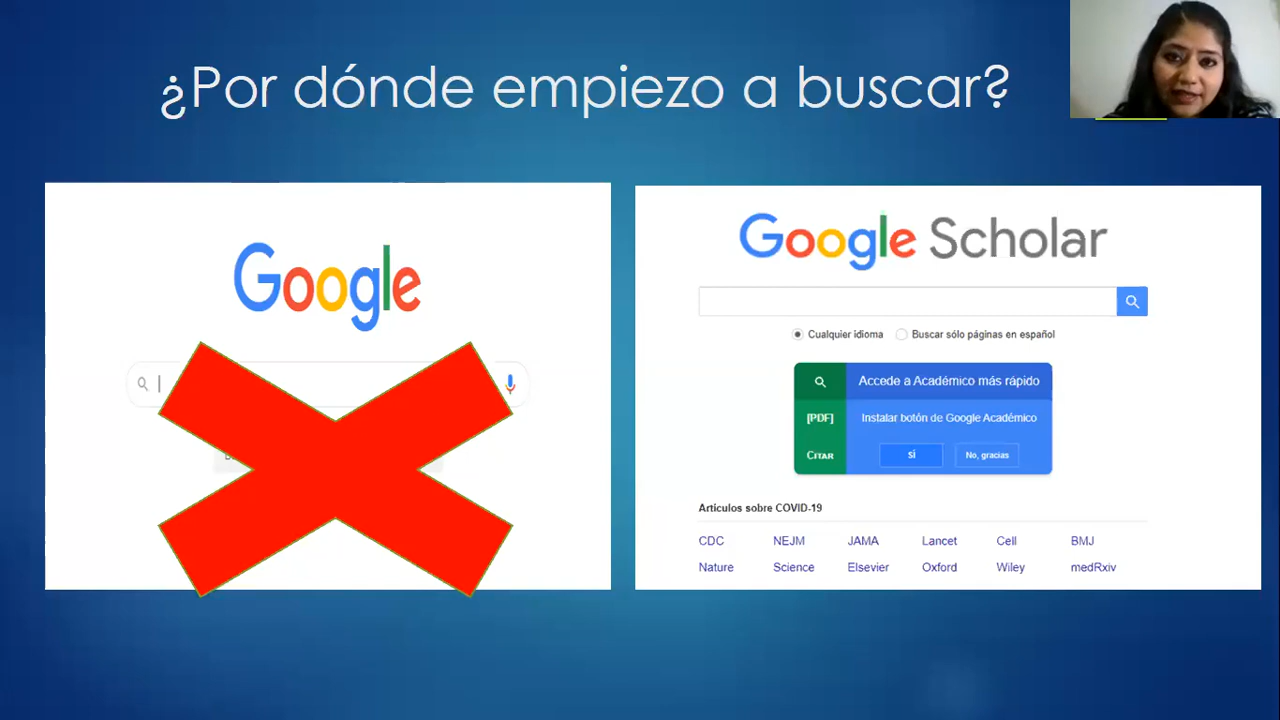 ¿Por dónde empiezo a buscar?
Google
Google Scholar
Cualquier idioma
Buscar sólo páginas en español
Accede a Académico más rápido
[PDF] Instalar botón de Google Académico
CITAR SÍ No, gracias
Artículos sobre COVID-19
CDC NEJM JAMA Lancet Cell BMJ
Nature Science Elsevier Oxford Wiley medRxiv